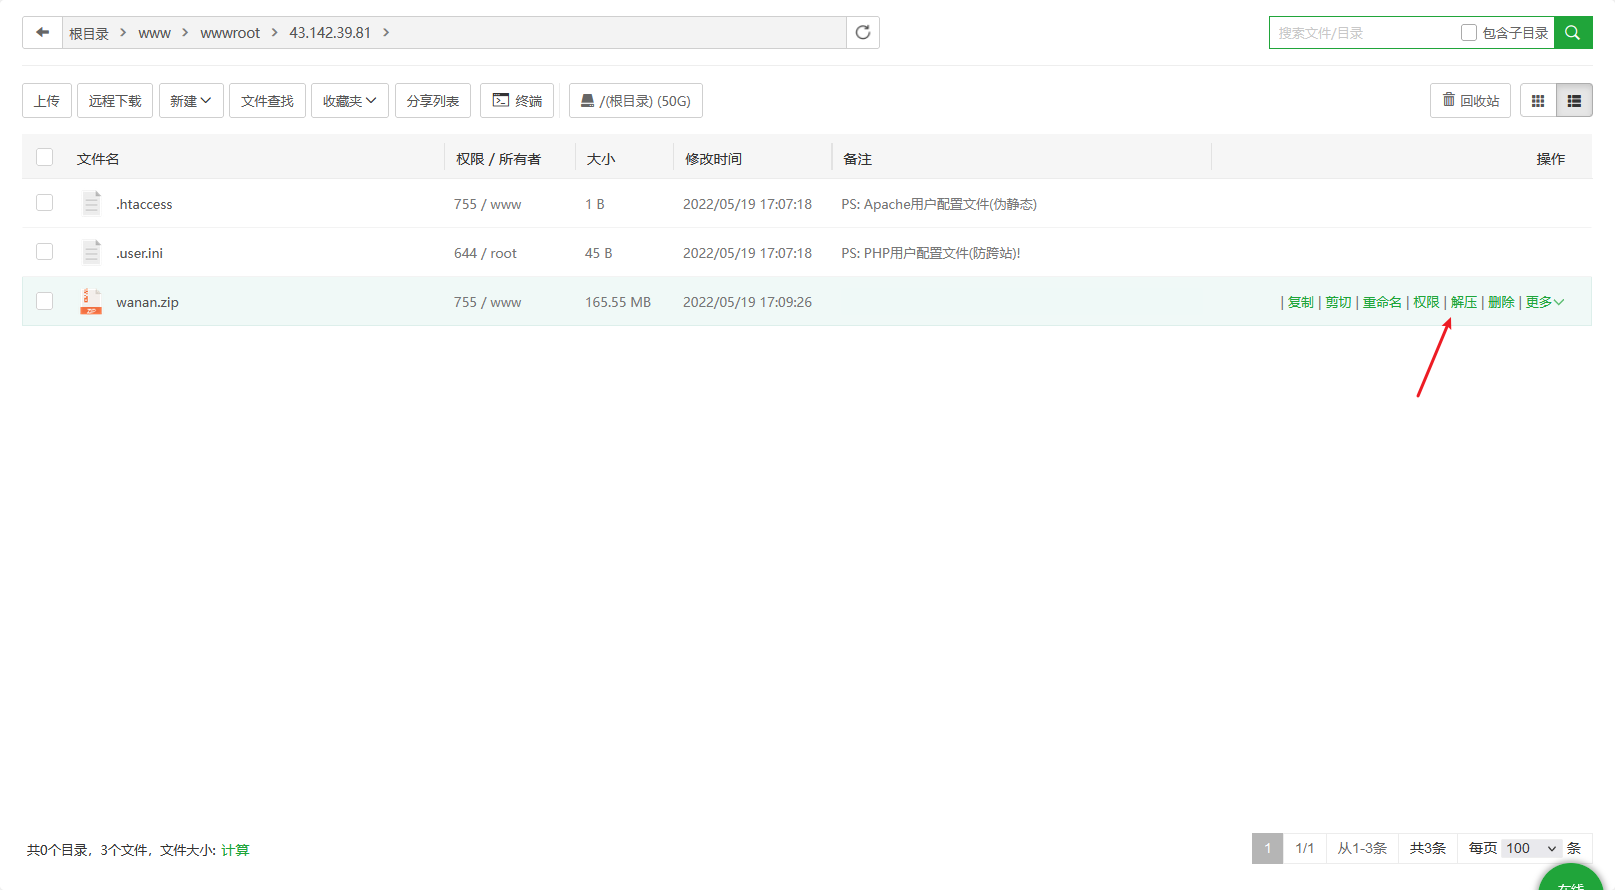 根目录 > www > wwwroot > 43.142.39.81 >
搜索文件/目录 包含子目录
上传 远程下载 新建 文件查找 收藏夹 分享列表 终端 /(根目录) (50G) 回收站
文件名 权限 / 所有者 大小 修改时间 备注 操作
.htaccess 755 / www 1 B 2022/05/19 17:07:18 PS: Apache用户配置文件(伪静态)
.user.ini 644 / root 45 B 2022/05/19 17:07:18 PS: PHP用户配置文件(防跨站)!
ZIP wanan.zip 755 / www 165.55 MB 2022/05/19 17:09:26 | 复制 | 剪切 | 重命名 | 权限 | 解压 | 删除 | 更多
共0个目录，3个文件，文件大小: 计算
1 1/1 从1-3条 共3条 每页 100 条
在线